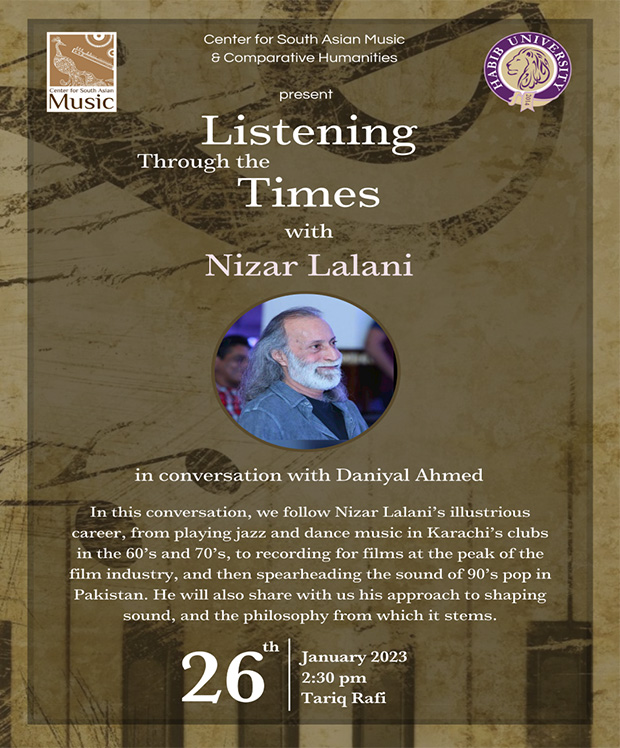 Center for South Asian Music
& Comparative Humanities
present
Center for South Asian
Music
HABIB UNIVERSITY
Listening
Through the
Times
with
Nizar Lalani
in conversation with Daniyal Ahmed
In this conversation, we follow Nizar Lalani's illustrious
career, from playing jazz and dance music in Karachi's clubs
in the 60's and 70's, to recording for films at the peak of the
film industry, and then spearheading the sound of 90's pop in
Pakistan. He will also share with us his approach to shaping
sound, and the philosophy from which it stems.
26th
January 2023
2:30 pm
Tariq Rafi